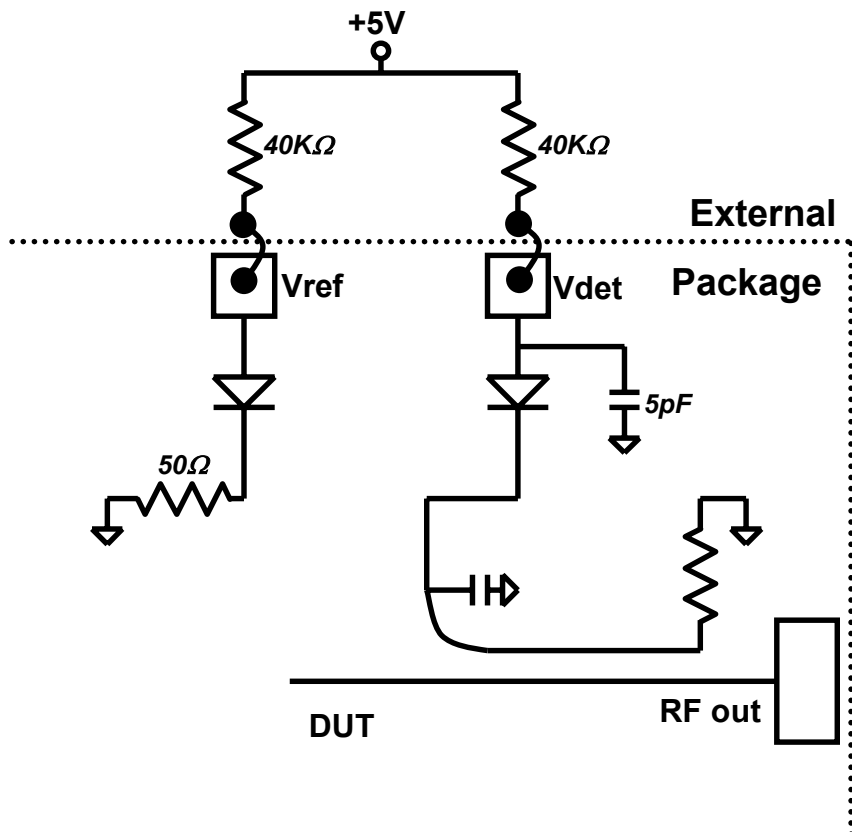 +5V
40KΩ
40KΩ
External
Vref
Vdet
Package
5pF
50Ω
RF out
DUT